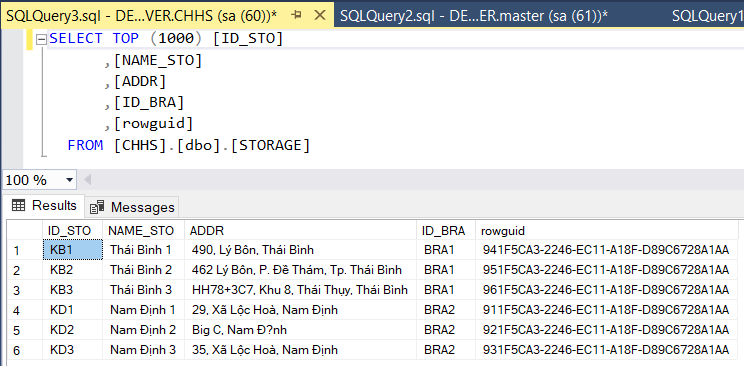 SQLQuery3.sql - DE...VER.CHHS (sa (60))* SQLQuery2.sql - DE...ER.master (sa (61))* SQLQuery1
SELECT TOP (1000) [ID_STO]
,[NAME_STO]
,[ADDR]
,[ID_BRA]
,[rowguid]
FROM [CHHS].[dbo].[STORAGE]
100 %
Results Messages
ID_STO NAME_STO ADDR ID_BRA rowguid
1 KB1 Thái Bình 1 490, Lý Bôn, Thái Bình BRA1 941F5CA3-2246-EC11-A18F-D89C6728A1AA
2 KB2 Thái Bình 2 462 Lý Bôn, P. Đề Thám, Tp. Thái Bình BRA1 951F5CA3-2246-EC11-A18F-D89C6728A1AA
3 KB3 Thái Bình 3 HH78+3C7, Khu 8, Thái Thụy, Thái Bình BRA1 961F5CA3-2246-EC11-A18F-D89C6728A1AA
4 KD1 Nam Định 1 29, Xã Lộc Hoà, Nam Định BRA2 911F5CA3-2246-EC11-A18F-D89C6728A1AA
5 KD2 Nam Định 2 Big C, Nam Đ?nh BRA2 921F5CA3-2246-EC11-A18F-D89C6728A1AA
6 KD3 Nam Định 3 35, Xã Lộc Hoà, Nam Định BRA2 931F5CA3-2246-EC11-A18F-D89C6728A1AA